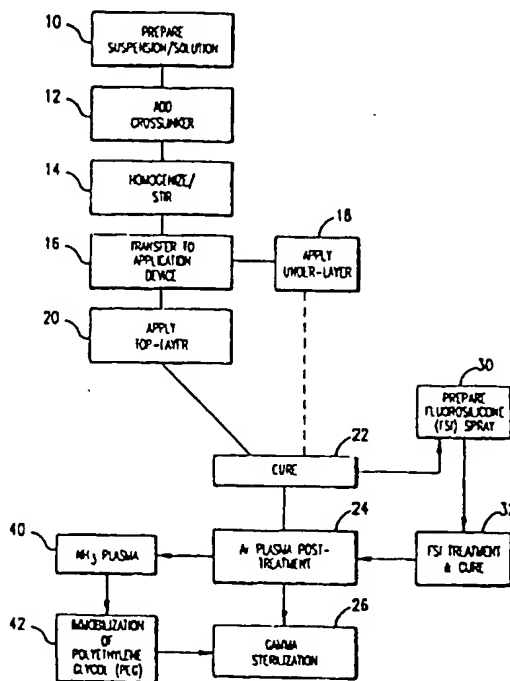 10
PREPARE
SUSPENSION/SOLUTION
12
ADD
CROSSLINKER
14
HOMOGENIZE/
STIR
16
TRANSFER TO
APPLICATION
DEVICE
18
APPLY
UNDER-LAYER
20
APPLY
TOP-LAYER
22
CURE
30
PREPARE
FLUOROSILICONE
(FSI) SPRAY
24
Ar PLASMA POST-
TREATMENT
32
FSI TREATMENT
& CURE
40
NH3 PLASMA
42
IMMOBILIZATION
OF
POLYETHYLENE
GLYCOL (PEG)
26
GAMMA
STERILIZATION